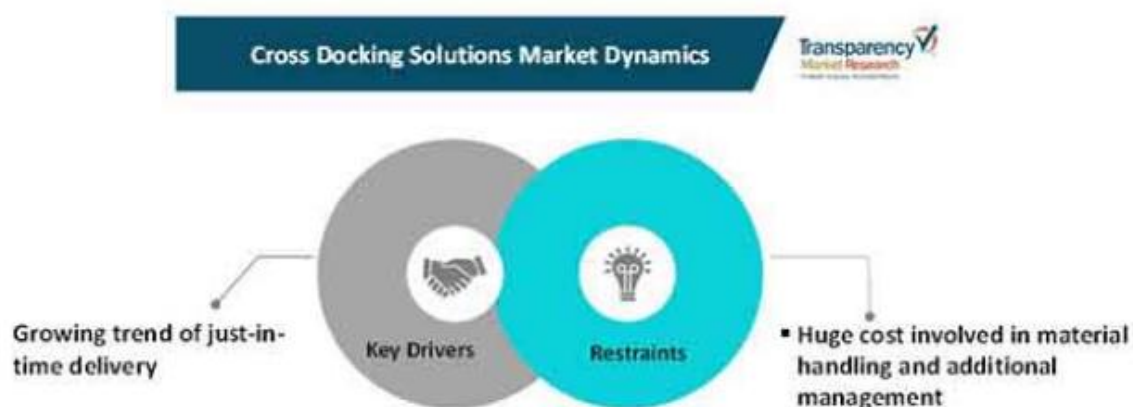 Cross Docking Solutions Market Dynamics
Transparency
Market Research
Growing trend of just-in-
time delivery
Key Drivers
Restraints
▪ Huge cost involved in material
handling and additional
management